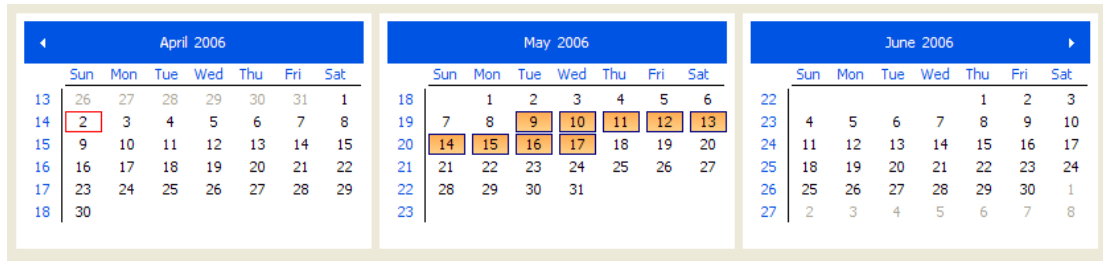 April 2006
Sun Mon Tue Wed Thu Fri Sat
13 26 27 28 29 30 31 1
14 2 3 4 5 6 7 8
15 9 10 11 12 13 14 15
16 16 17 18 19 20 21 22
17 23 24 25 26 27 28 29
18 30
May 2006
Sun Mon Tue Wed Thu Fri Sat
18 1 2 3 4 5 6
19 7 8 9 10 11 12 13
20 14 15 16 17 18 19 20
21 21 22 23 24 25 26 27
22 28 29 30 31
23
June 2006
Sun Mon Tue Wed Thu Fri Sat
22 1 2 3
23 4 5 6 7 8 9 10
24 11 12 13 14 15 16 17
25 18 19 20 21 22 23 24
26 25 26 27 28 29 30 1
27 2 3 4 5 6 7 8